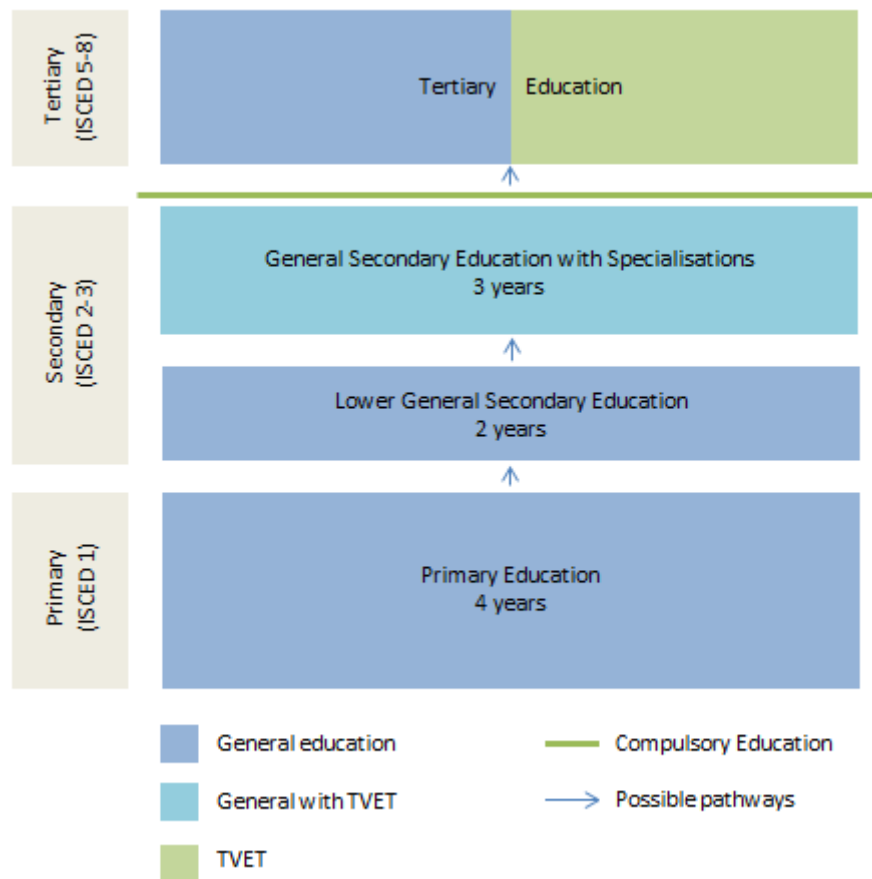 Tertiary
(ISCED 5-8)
Tertiary
Education
Secondary
(ISCED 2-3)
General Secondary Education with Specialisations
3 years
Lower General Secondary Education
2 years
Primary
(ISCED 1)
Primary Education
4 years
General education
Compulsory Education
General with TVET
Possible pathways
TVET